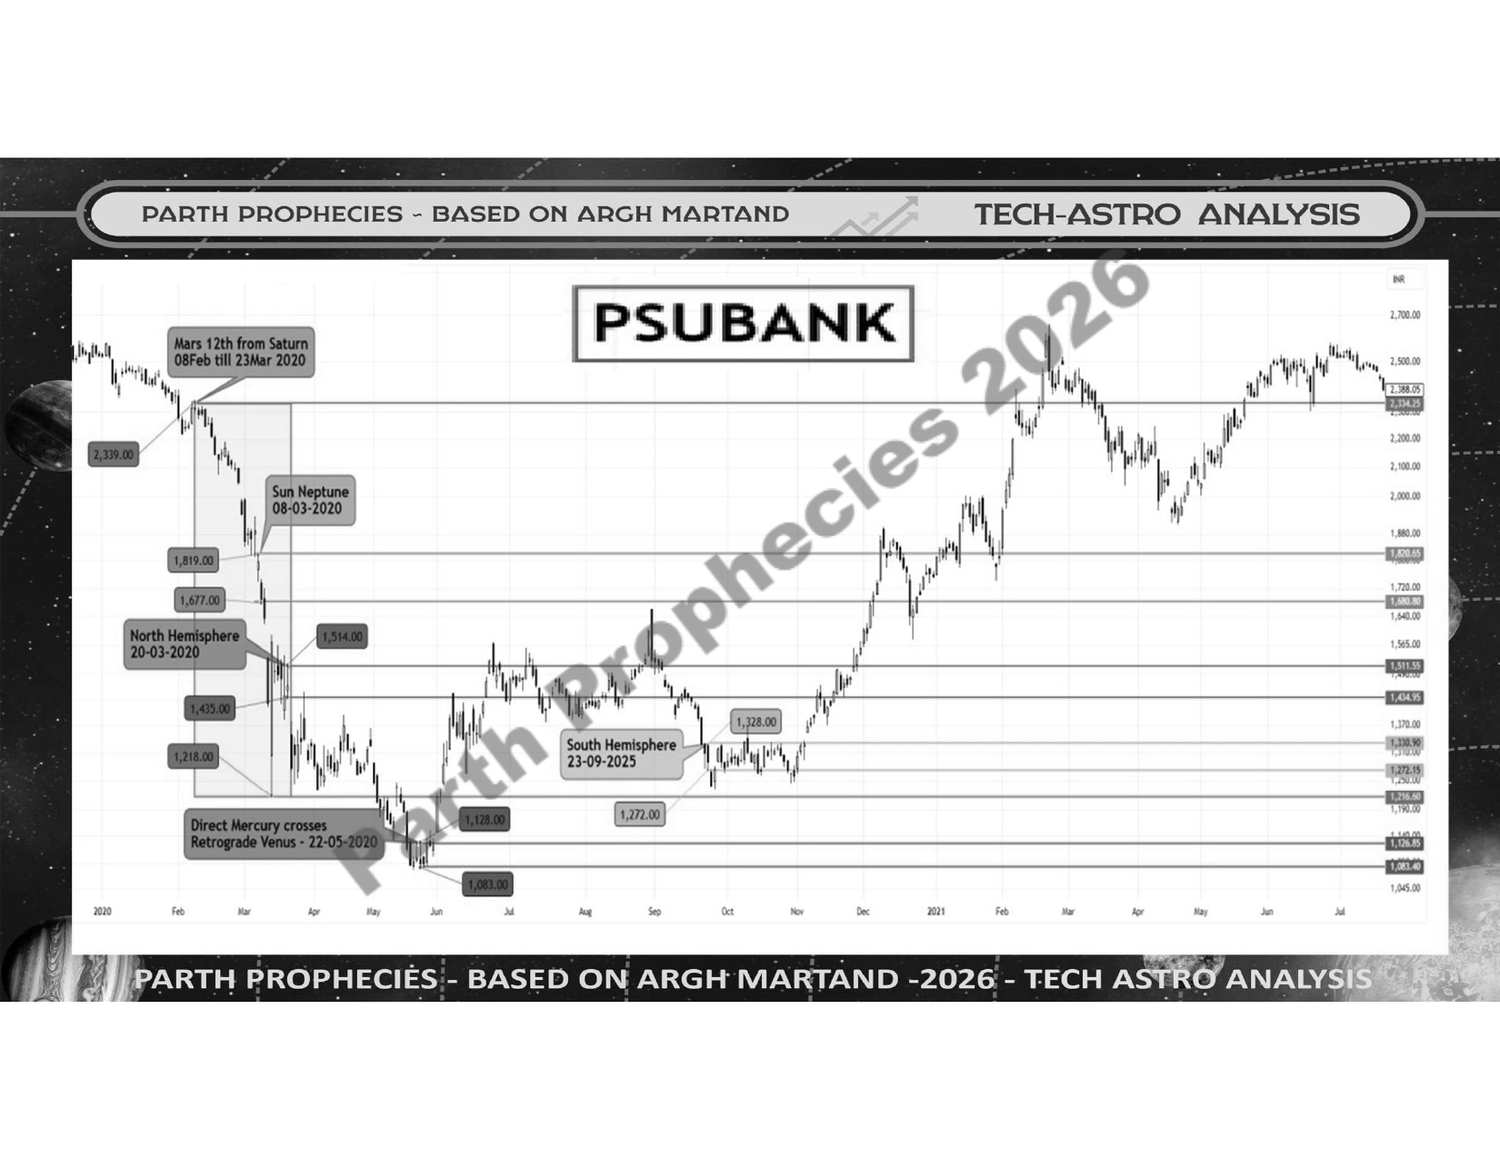 PARTH PROPHECIES ~ BASED ON ARGH MARTAND
TECH-ASTRO ANALYSIS
PSUBANK
Parth Prophecies 2026
INR
Mars 12th from Saturn
08Feb till 23Mar 2020
2,339.00
Sun Neptune
08-03-2020
1,819.00
1,677.00
North Hemisphere
20-03-2020
1,514.00
1,435.00
1,218.00
South Hemisphere
23-09-2025
1,328.00
1,272.00
Direct Mercury crosses
Retrograde Venus - 22-05-2020
1,128.00
1,083.00
2,700.00
2,500.00
2,388.05
2,334.25
2,300.00
2,200.00
2,100.00
2,000.00
1,880.00
1,820.65
1,720.00
1,680.80
1,640.00
1,565.00
1,511.55
1,434.95
1,370.00
1,330.90
1,272.15
1,250.00
1,216.60
1,190.00
1,126.85
1,083.40
1,045.00
2020 Feb Mar Apr May Jun Jul Aug Sep Oct Nov Dec 2021 Feb Mar Apr May Jun Jul
PARTH PROPHECIES - BASED ON ARGH MARTAND -2026 - TECH ASTRO ANALYSIS